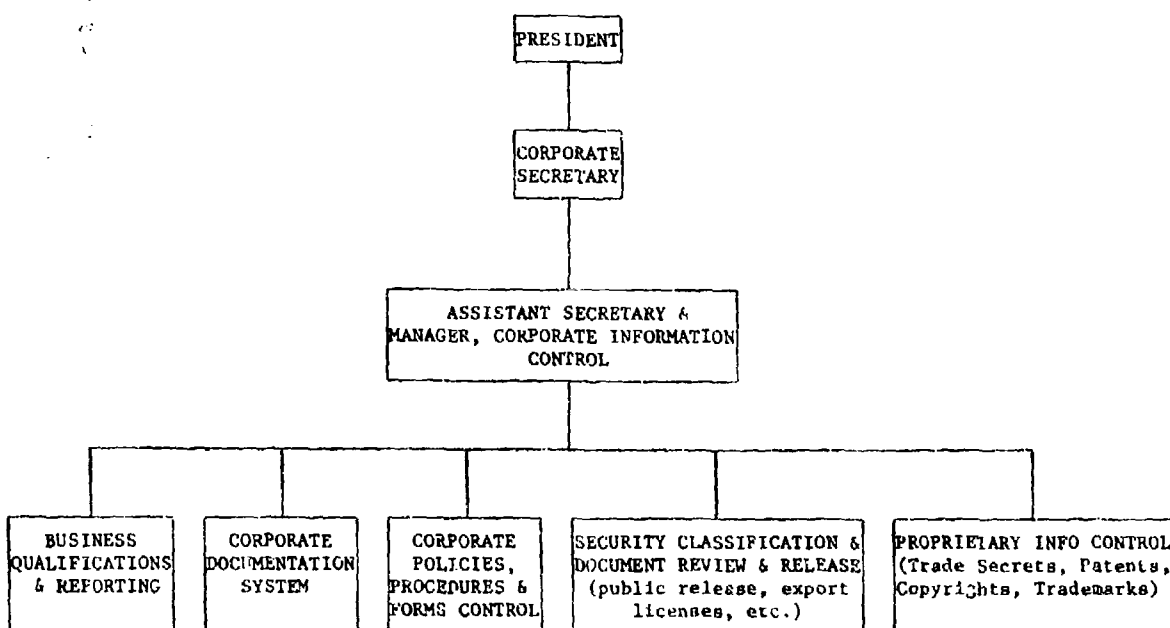 PRESIDENT
CORPORATE
SECRETARY
ASSISTANT SECRETARY &
MANAGER, CORPORATE INFORMATION
CONTROL
BUSINESS
QUALIFICATIONS
& REPORTING
CORPORATE
DOCUMENTATION
SYSTEM
CORPORATE
POLICIES,
PROCEDURES &
FORMS CONTROL
SECURITY CLASSIFICATION &
DOCUMENT REVIEW & RELEASE
(public release, export
licenses, etc.)
PROPRIETARY INFO CONTROL
(Trade Secrets, Patents,
Copyrights, Trademarks)